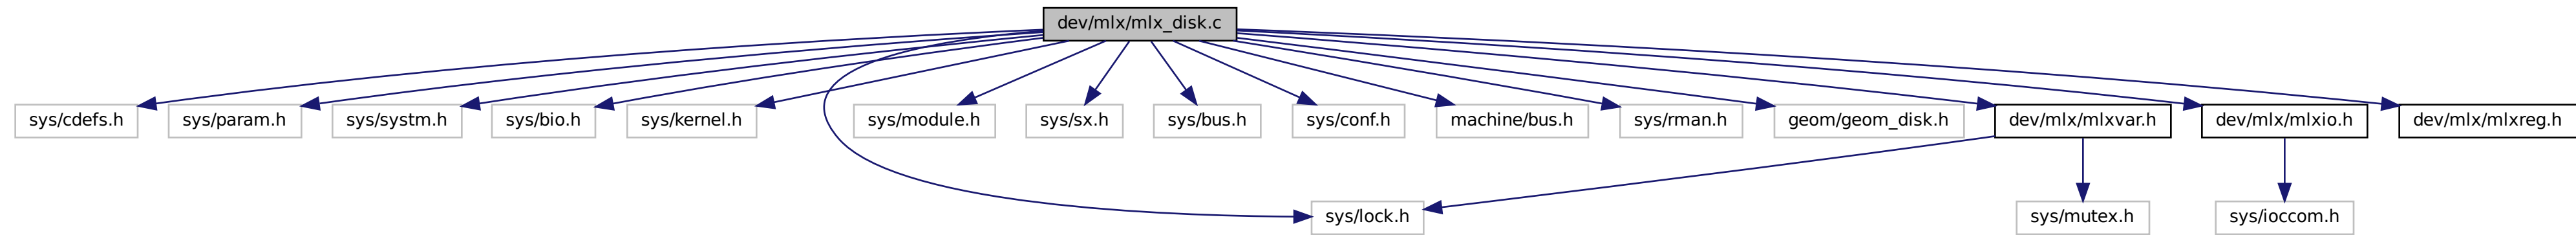 dev/mlx/mlx_disk.c
sys/cdefs.h
sys/param.h
sys/systm.h
sys/bio.h
sys/kernel.h
sys/module.h
sys/sx.h
sys/bus.h
sys/conf.h
machine/bus.h
sys/rman.h
geom/geom_disk.h
dev/mlx/mlxvar.h
dev/mlx/mlxio.h
dev/mlx/mlxreg.h
sys/lock.h
sys/mutex.h
sys/ioccom.h